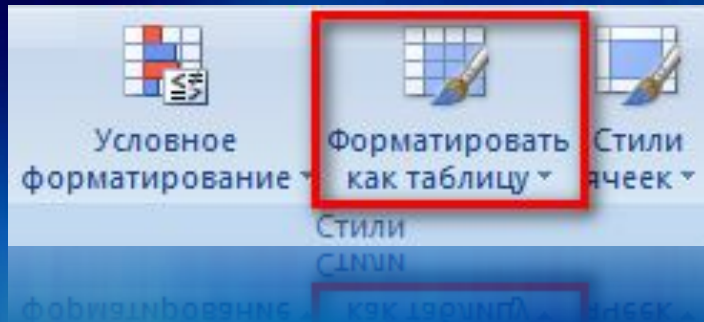 Условное форматирование
Форматировать как таблицу
Стили ячеек
Стили